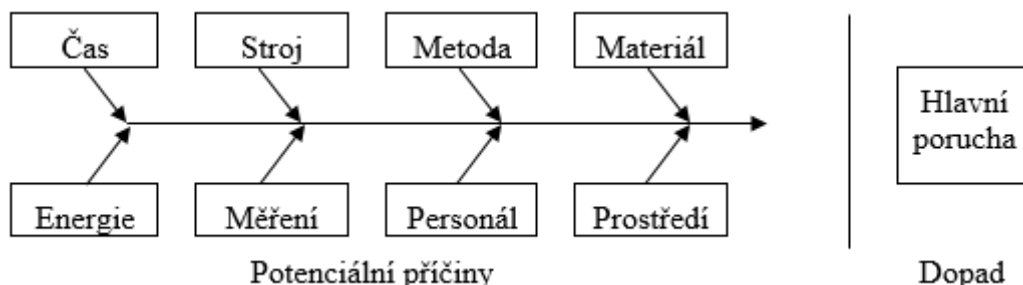 Čas
Stroj
Metoda
Materiál
Hlavní
porucha
Energie
Měření
Personál
Prostředí
Potenciální příčiny
Dopad